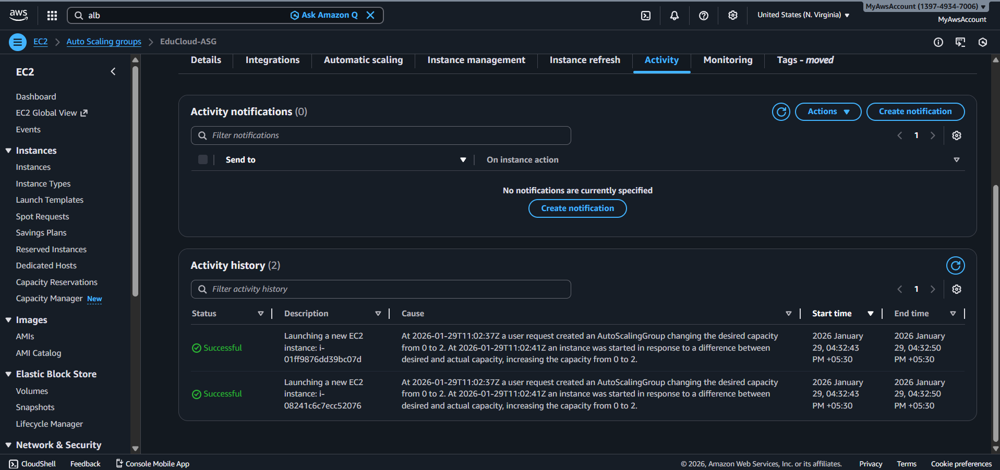 aws
alb
Ask Amazon Q
United States (N. Virginia)
MyAwsAccount (1397-4934-7006)
MyAwsAccount
EC2
Auto Scaling groups
EduCloud-ASG
EC2
Dashboard
EC2 Global View
Events
Instances
Instances
Instance Types
Launch Templates
Spot Requests
Savings Plans
Reserved Instances
Dedicated Hosts
Capacity Reservations
Capacity Manager New
Images
AMIs
AMI Catalog
Elastic Block Store
Volumes
Snapshots
Lifecycle Manager
Network & Security
Details
Integrations
Automatic scaling
Instance management
Instance refresh
Activity
Monitoring
Tags - moved
Activity notifications (0)
Actions
Create notification
Filter notifications
1
Send to
On instance action
No notifications are currently specified
Create notification
Activity history (2)
Filter activity history
1
Status
Description
Cause
Start time
End time
Successful
Launching a new EC2
instance: i-
01ff9876dd39bc07d
At 2026-01-29T11:02:37Z a user request created an AutoScalingGroup changing the desired capacity
from 0 to 2. At 2026-01-29T11:02:41Z an instance was started in response to a difference between
desired and actual capacity, increasing the capacity from 0 to 2.
2026 January
29, 04:32:43
PM +05:30
2026 January
29, 04:32:50
PM +05:30
Successful
Launching a new EC2
instance: i-
08241c6c7ecc52076
At 2026-01-29T11:02:37Z a user request created an AutoScalingGroup changing the desired capacity
from 0 to 2. At 2026-01-29T11:02:41Z an instance was started in response to a difference between
desired and actual capacity, increasing the capacity from 0 to 2.
2026 January
29, 04:32:43
PM +05:30
2026 January
29, 04:32:50
PM +05:30
CloudShell
Feedback
Console Mobile App
© 2026, Amazon Web Services, Inc. or its affiliates.
Privacy
Terms
Cookie preferences